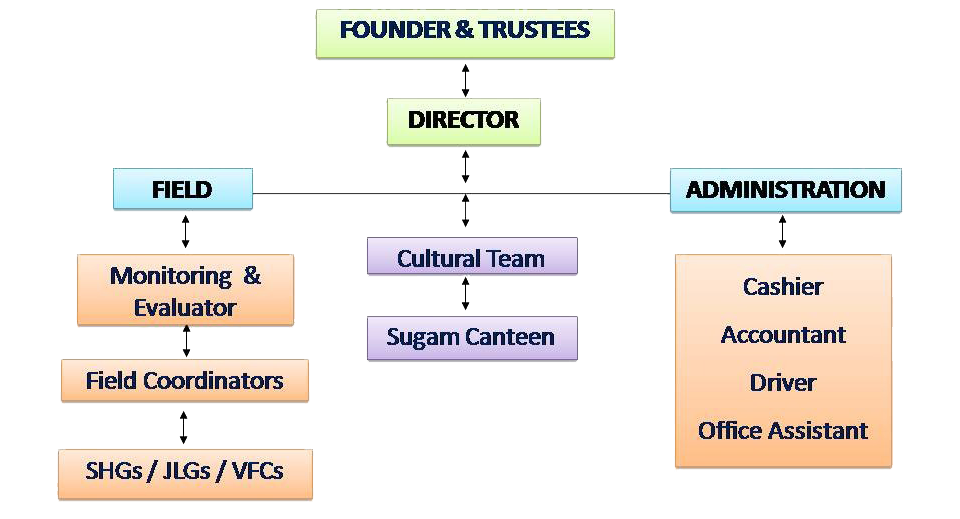 FOUNDER & TRUSTEES
DIRECTOR
FIELD
ADMINISTRATION
Monitoring &
Evaluator
Field Coordinators
SHGs / JLGs / VFCs
Cultural Team
Sugam Canteen
Cashier
Accountant
Driver
Office Assistant